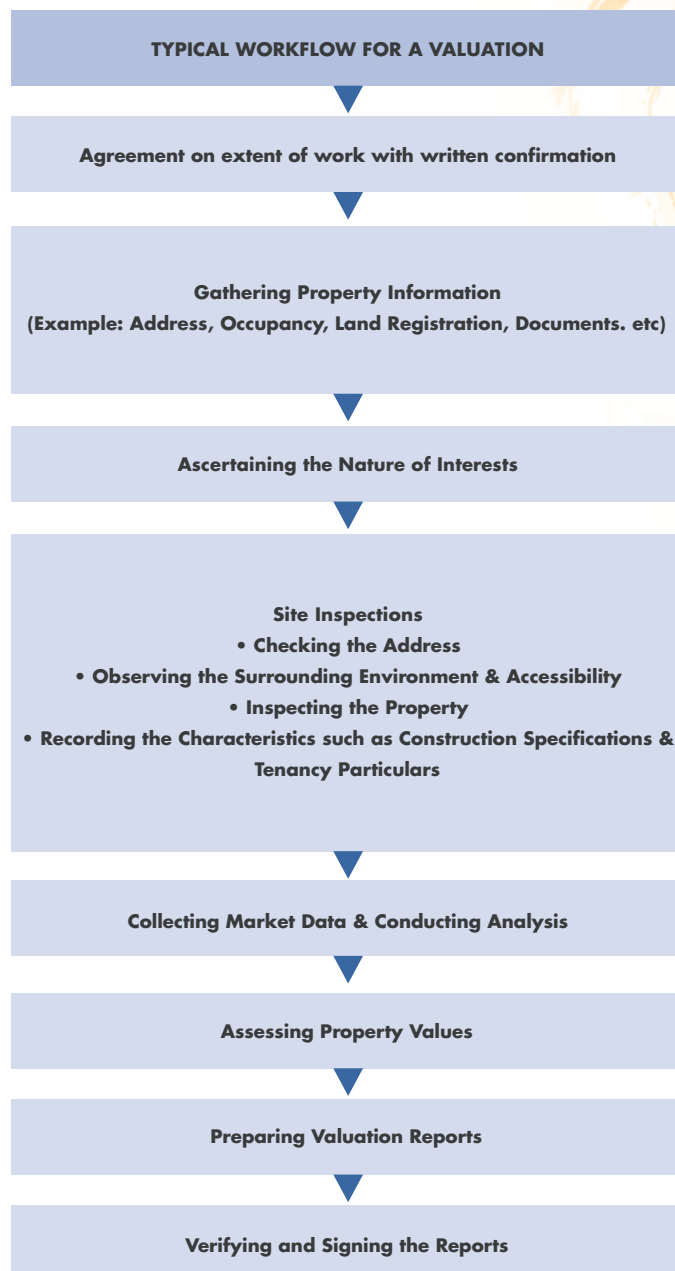 TYPICAL WORKFLOW FOR A VALUATION
Agreement on extent of work with written confirmation
Gathering Property Information
(Example: Address, Occupancy, Land Registration, Documents. etc)
Ascertaining the Nature of Interests
Site Inspections
• Checking the Address
• Observing the Surrounding Environment & Accessibility
• Inspecting the Property
• Recording the Characteristics such as Construction Specifications &
Tenancy Particulars
Collecting Market Data & Conducting Analysis
Assessing Property Values
Preparing Valuation Reports
Verifying and Signing the Reports